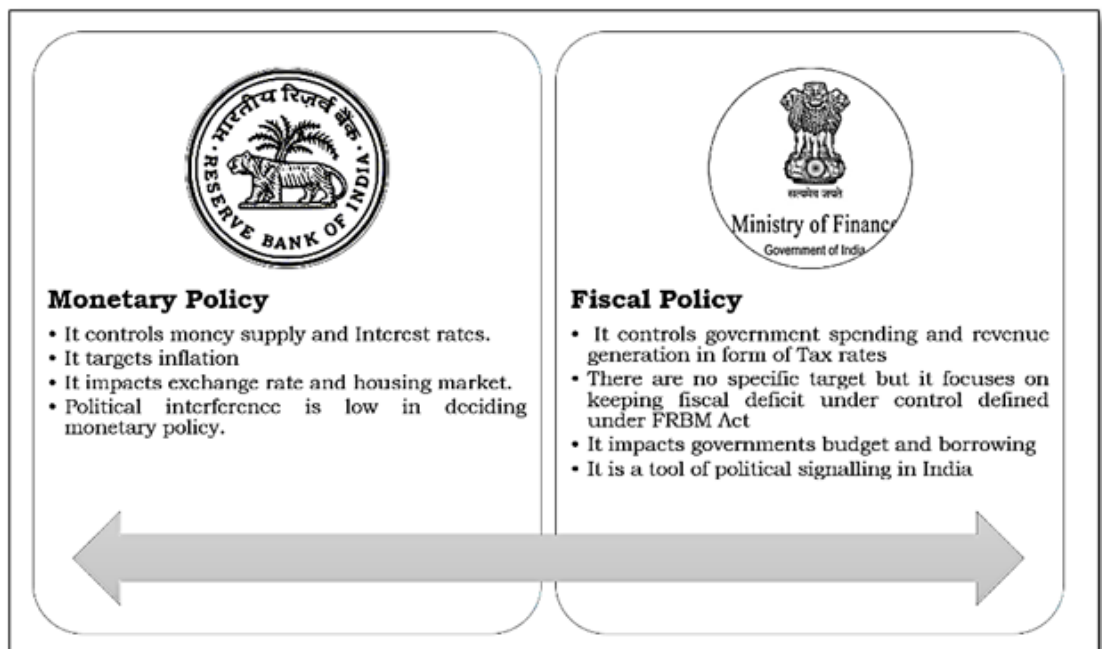 भारतीय रिज़र्व बैंक
RESERVE BANK OF INDIA
Monetary Policy
• It controls money supply and Interest rates.
• It targets inflation
• It impacts exchange rate and housing market.
• Political interference is low in deciding
monetary policy.
सत्यमेव जयते
Ministry of Financ
Government of India
Fiscal Policy
• It controls government spending and revenue
generation in form of Tax rates
• There are no specific target but it focuses on
keeping fiscal deficit under control defined
under FRBM Act
• It impacts governments budget and borrowing
• It is a tool of political signalling in India